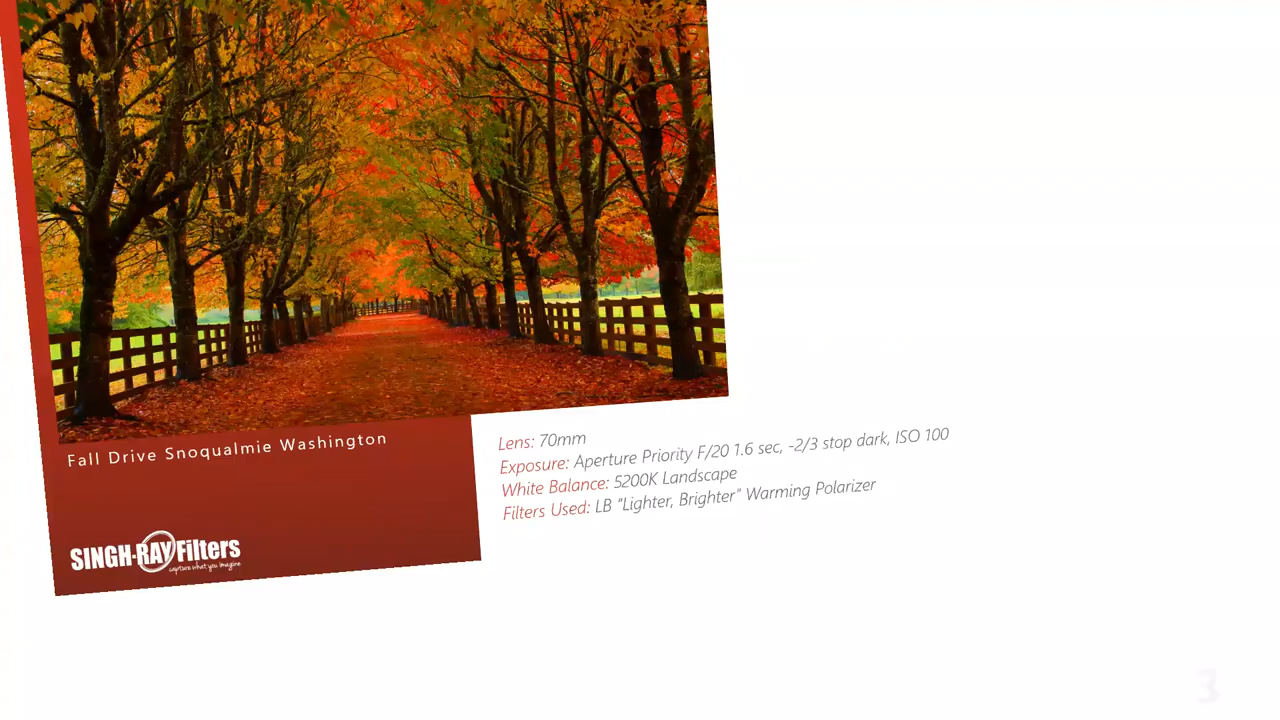 Fall Drive Snoqualmie Washington
SINGH-RAY Filters
capture what you imagine
Lens: 70mm
Exposure: Aperture Priority F/20 1.6 sec, -2/3 stop dark, ISO 100
White Balance: 5200K Landscape
Filters Used: LB "Lighter, Brighter" Warming Polarizer
3